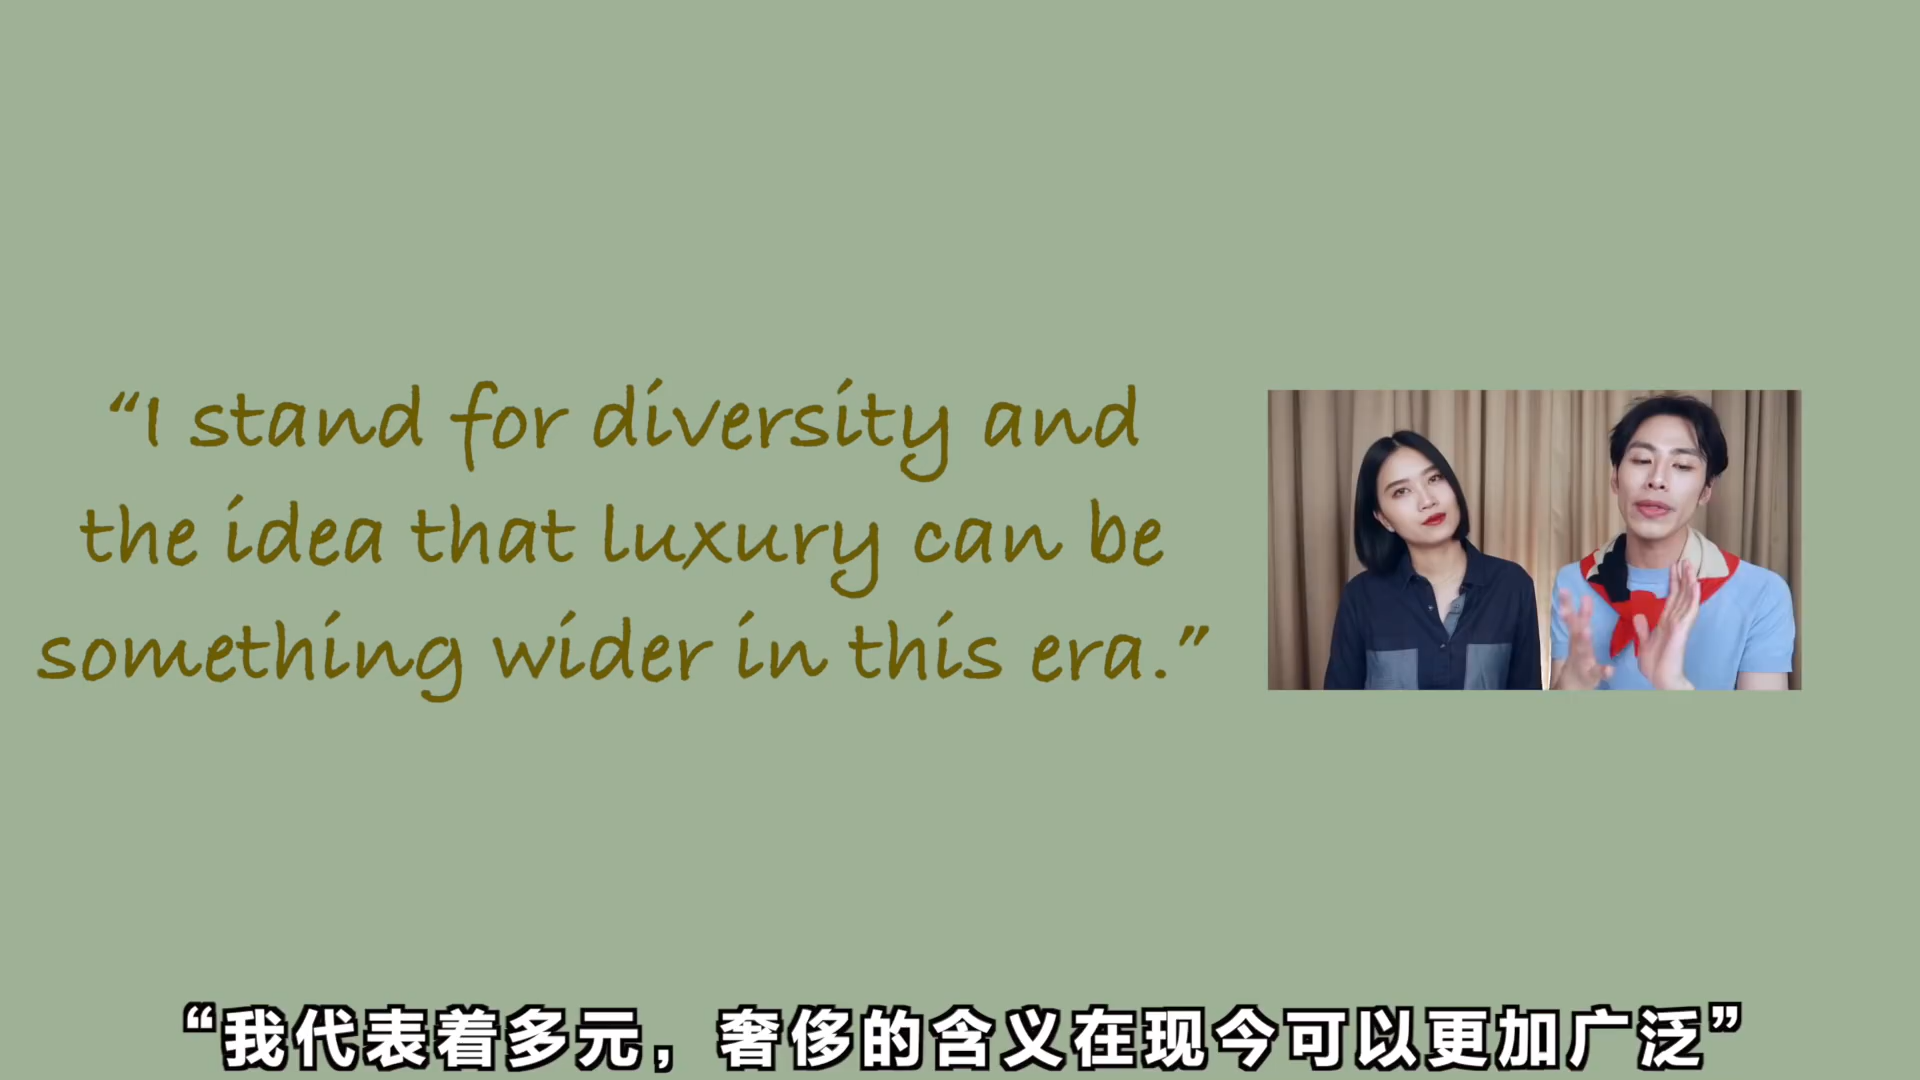 “I stand for diversity and
the idea that luxury can be
something wider in this era.”
“我代表着多元，奢侈的含义在现今可以更加广泛”